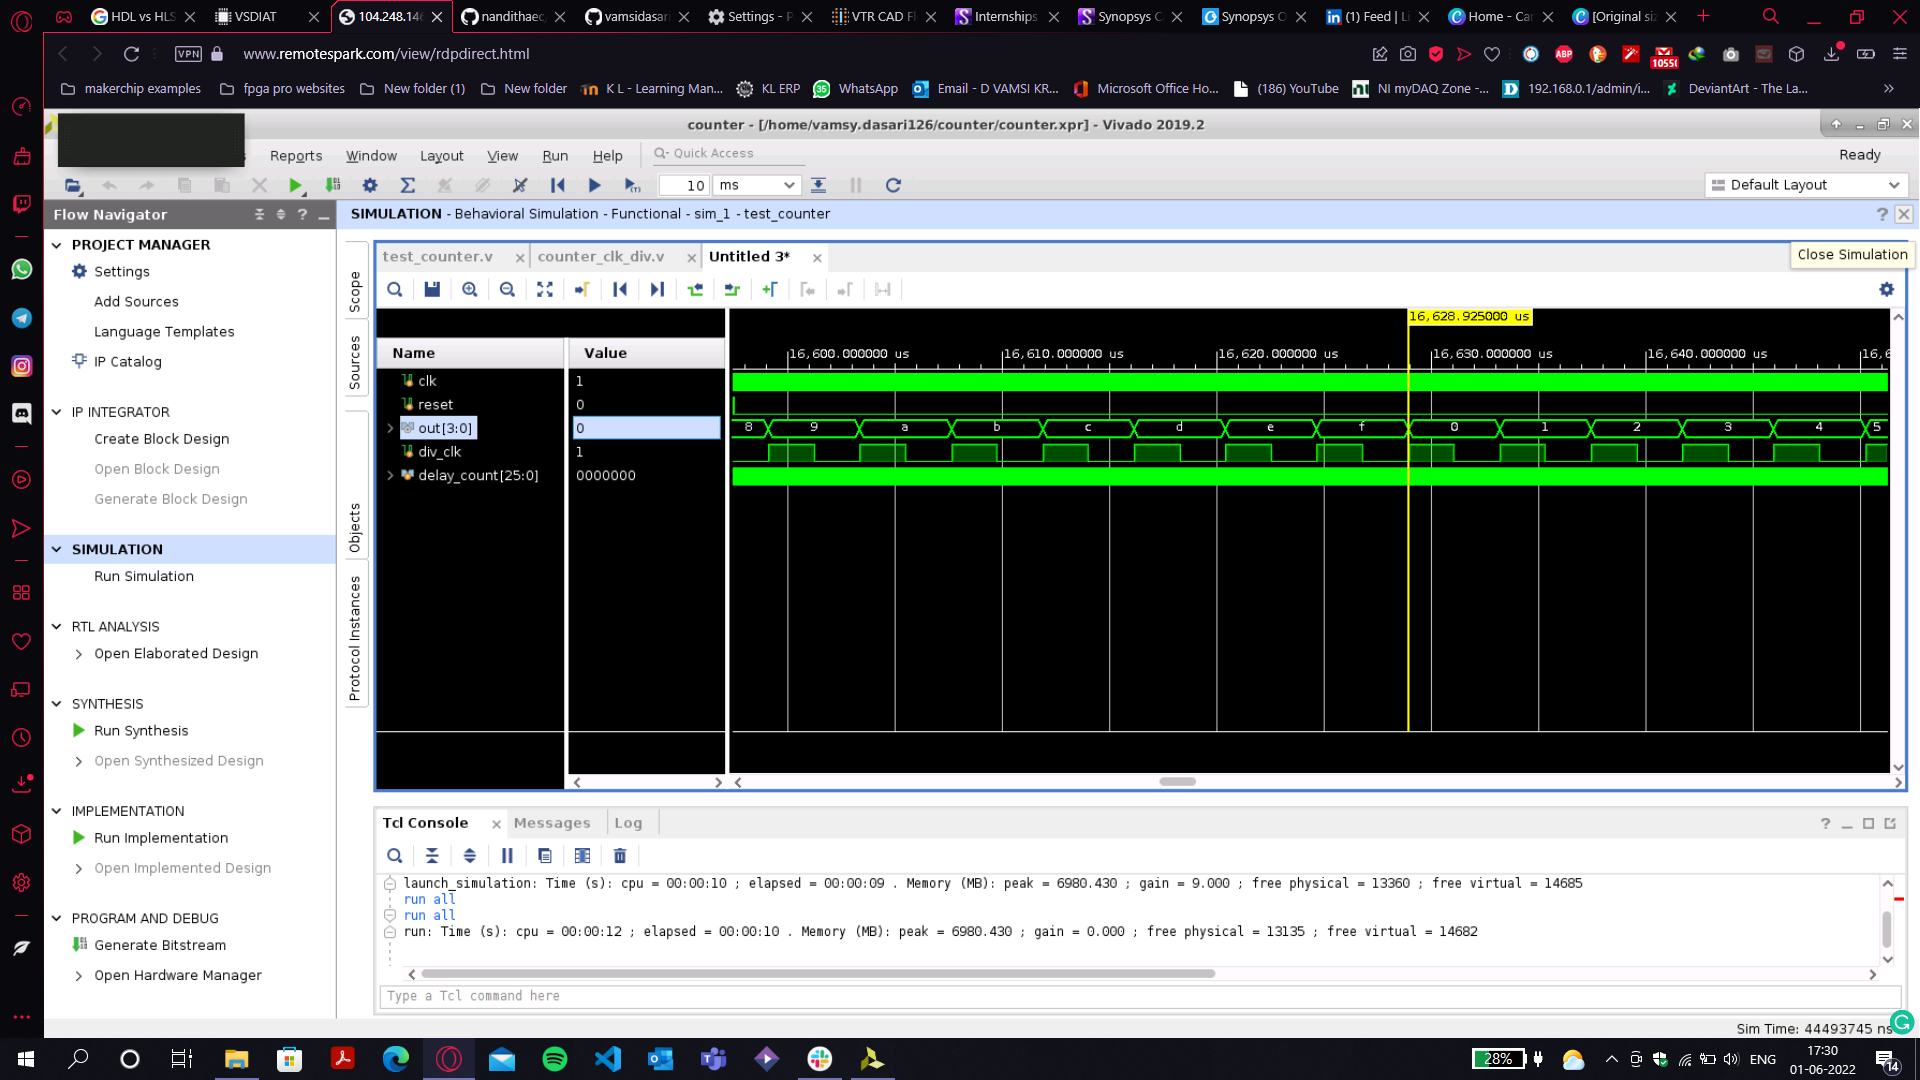 HDL vs HLS
VSDIAT
104.248.146
nandithaec/
vamsidasari
Settings - P
VTR CAD Fl
Internships
Synopsys C
Synopsys O
(1) Feed | Li
Home - Can
[Original siz
VPN
www.remotespark.com/view/rdpdirect.html
ABP
1055
makerchip examples
fpga pro websites
New folder (1)
New folder
K L - Learning Man...
KL ERP
WhatsApp
Email - D VAMSI KR...
Microsoft Office Ho...
(186) YouTube
NI myDAQ Zone -...
192.168.0.1/admin/i...
DeviantArt - The La...
counter - [/home/vamsy.dasari126/counter/counter.xpr] - Vivado 2019.2
Reports
Window
Layout
View
Run
Help
Quick Access
Ready
10
ms
Default Layout
Flow Navigator
SIMULATION - Behavioral Simulation - Functional - sim_1 - test_counter
PROJECT MANAGER
Settings
Add Sources
Language Templates
IP Catalog
IP INTEGRATOR
Create Block Design
Open Block Design
Generate Block Design
SIMULATION
Run Simulation
RTL ANALYSIS
Open Elaborated Design
SYNTHESIS
Run Synthesis
Open Synthesized Design
IMPLEMENTATION
Run Implementation
Open Implemented Design
PROGRAM AND DEBUG
Generate Bitstream
Open Hardware Manager
Scope
Sources
Objects
Protocol Instances
test_counter.v
counter_clk_div.v
Untitled 3*
Close Simulation
16,628.925000 us
Name
Value
16,600.000000 us
16,610.000000 us
16,620.000000 us
16,630.000000 us
16,640.000000 us
16,6
clk
1
reset
0
out[3:0]
0
8
9
a
b
c
d
e
f
0
1
2
3
4
5
div_clk
1
delay_count[25:0]
0000000
Tcl Console
Messages
Log
launch_simulation: Time (s): cpu = 00:00:10 ; elapsed = 00:00:09 . Memory (MB): peak = 6980.430 ; gain = 9.000 ; free physical = 13360 ; free virtual = 14685
run all
run all
run: Time (s): cpu = 00:00:12 ; elapsed = 00:00:10 . Memory (MB): peak = 6980.430 ; gain = 0.000 ; free physical = 13135 ; free virtual = 14682
Type a Tcl command here
Sim Time: 44493745 ns
28%
ENG
17:30
01-06-2022
14